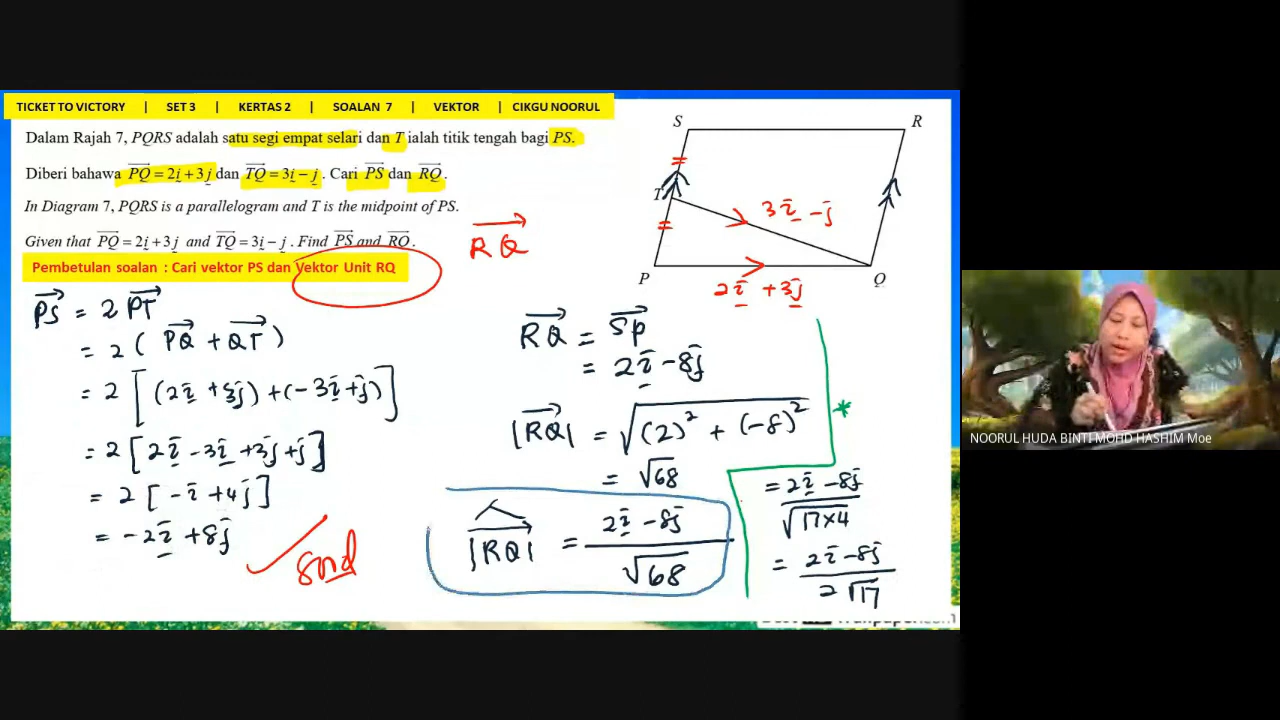 TICKET TO VICTORY | SET 3 | KERTAS 2 | SOALAN 7 | VEKTOR | CIKGU NOORUL
Dalam Rajah 7, PQRS adalah satu segi empat selari dan T ialah titik tengah bagi PS.
Diberi bahawa PQ = 2i + 3j dan TQ = 3i − j . Cari PS dan RQ .
In Diagram 7, PQRS is a parallelogram and T is the midpoint of PS.
Given that PQ = 2i + 3j and TQ = 3i − j . Find PS and RQ .
Pembetulan soalan : Cari vektor PS dan Vektor Unit RQ
RQ
S
R
T
3i − j
P
Q
2i + 3j
PS = 2 PT
= 2 ( PQ + QT )
= 2 [ (2i + 3j) + (−3i + j) ]
= 2 [ 2i − 3i + 3j + j ]
= 2 [ −i + 4j ]
= −2i + 8j
RQ = SP
= 2i − 8j
|RQ| = √(2)² + (−8)²
= √68
|RQ| = 2i − 8j
√68
*
= 2i − 8j
√17×4
= 2i − 8j
2√17
NOORUL HUDA BINTI MOHD HASHIM Moe